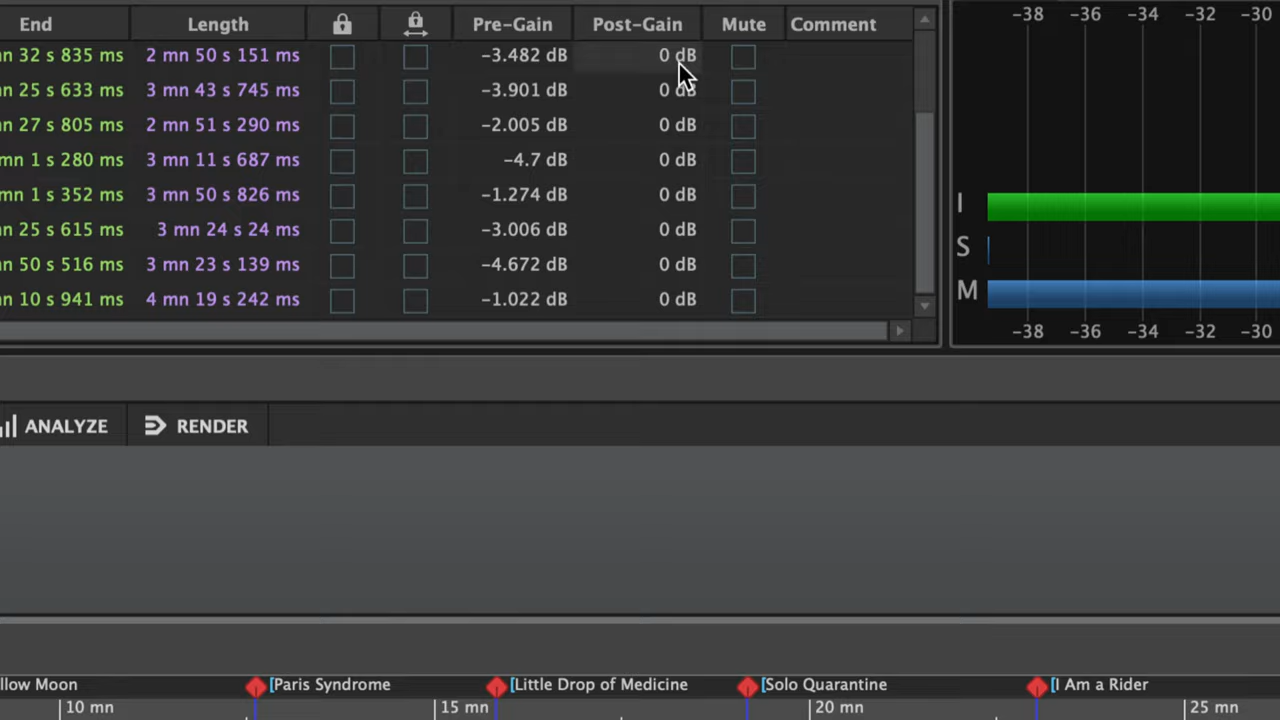 End Length Pre-Gain Post-Gain Mute Comment
n 32 s 835 ms 2 mn 50 s 151 ms -3.482 dB 0 dB
n 25 s 633 ms 3 mn 43 s 745 ms -3.901 dB 0 dB
n 27 s 805 ms 2 mn 51 s 290 ms -2.005 dB 0 dB
mn 1 s 280 ms 3 mn 11 s 687 ms -4.7 dB 0 dB
mn 1 s 352 ms 3 mn 50 s 826 ms -1.274 dB 0 dB
n 25 s 615 ms 3 mn 24 s 24 ms -3.006 dB 0 dB
n 50 s 516 ms 3 mn 23 s 139 ms -4.672 dB 0 dB
n 10 s 941 ms 4 mn 19 s 242 ms -1.022 dB 0 dB
-38 -36 -34 -32 -30
I
S
M
-38 -36 -34 -32 -30
ANALYZE RENDER
llow Moon [Paris Syndrome [Little Drop of Medicine [Solo Quarantine [I Am a Rider
10 mn 15 mn 20 mn 25 mn